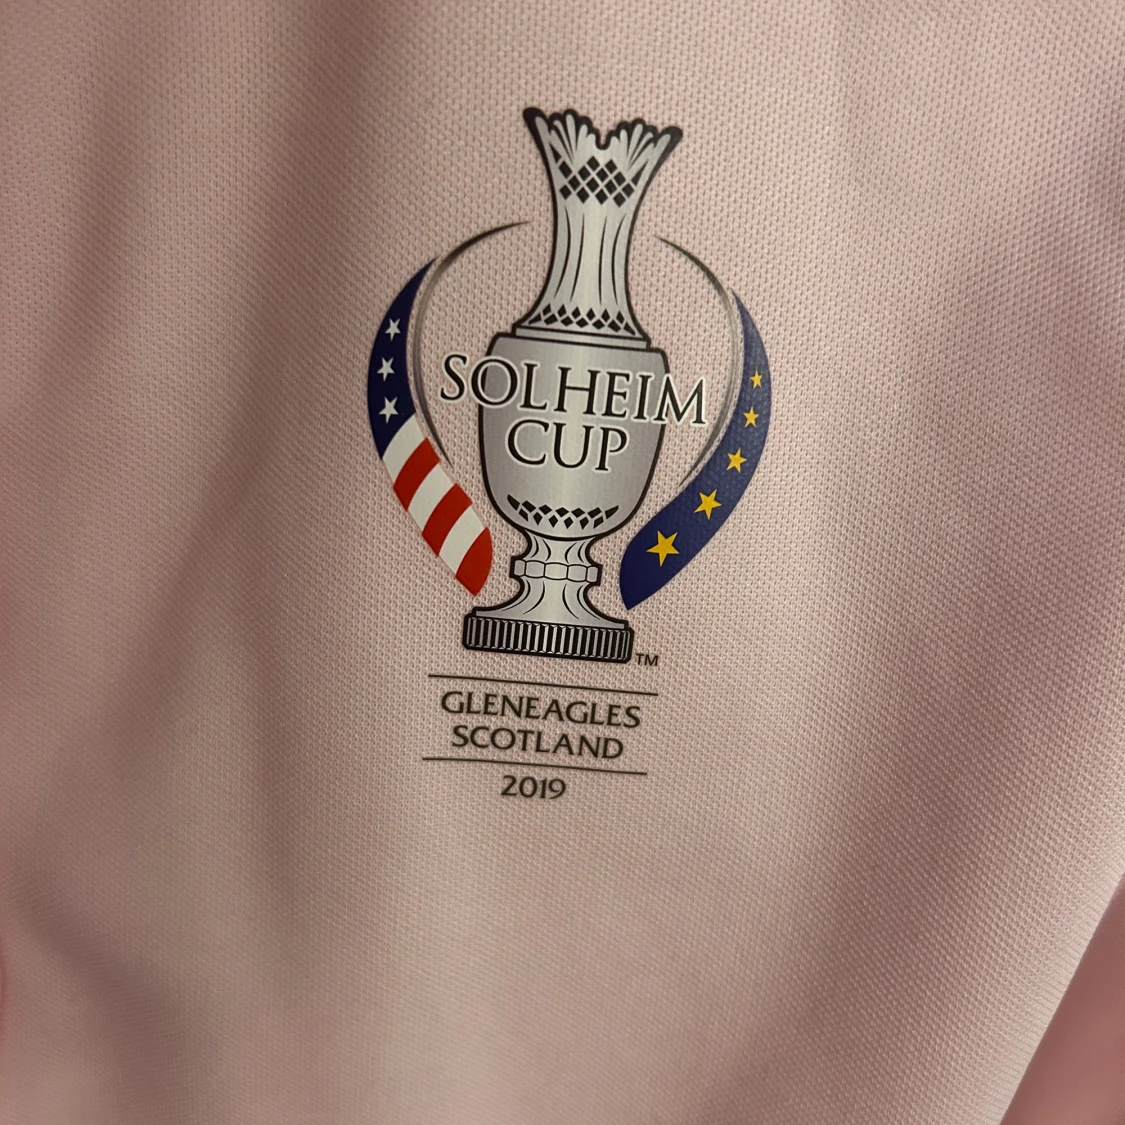 SOLHEIM
CUP
TM
GLENEAGLES
SCOTLAND
2019